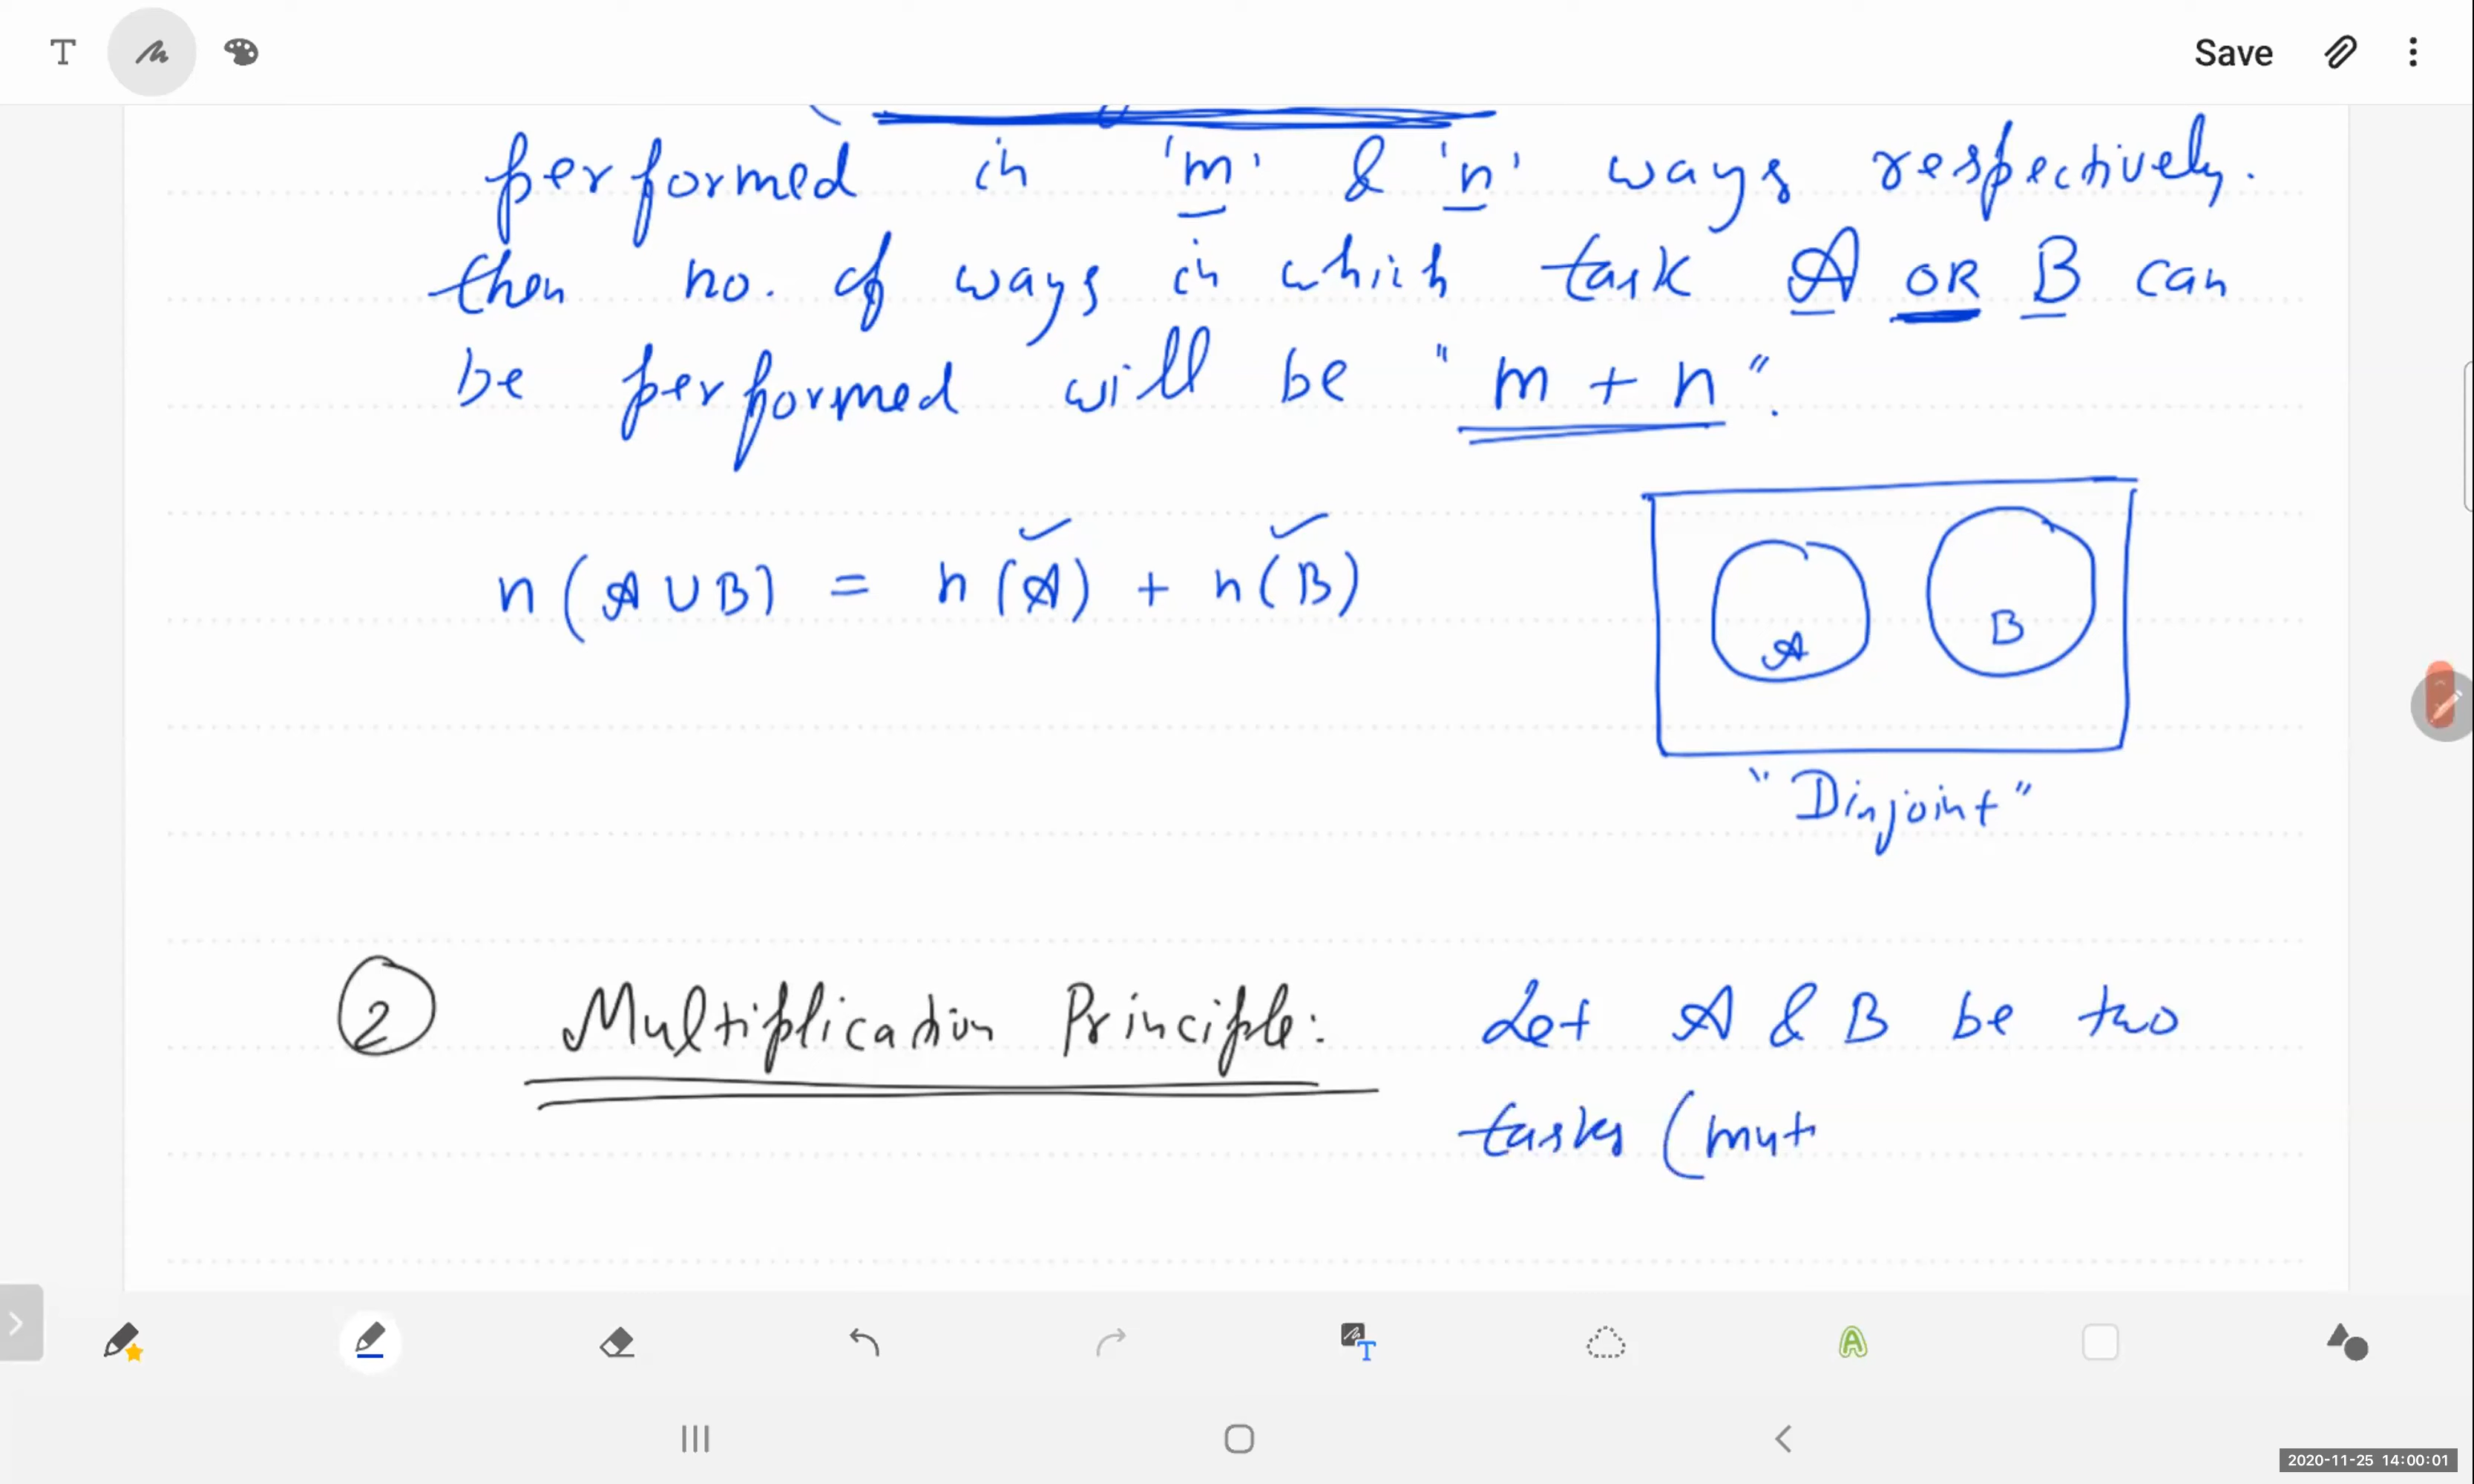 T
Save
performed in 'm' & 'n' ways respectively.
then no. of ways in which task A OR B can
be performed will be "m + n".
n(A∪B) = n(A) + n(B)
A
B
"Disjoint"
② Multiplication Principle: Let A & B be two
tasks (mut
2020-11-25 14:00:01